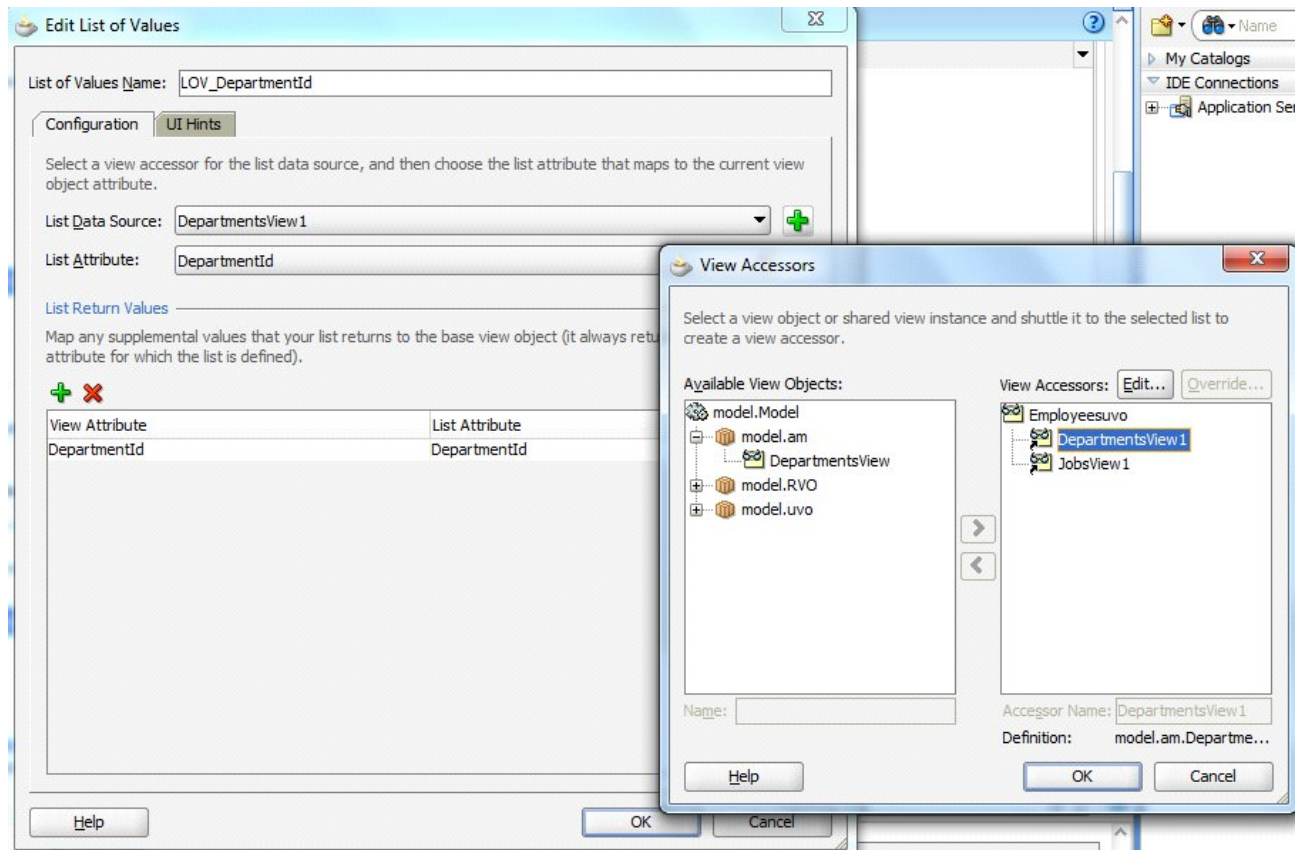 Edit List of Values
List of Values Name: LOV_DepartmentId
Configuration UI Hints
Select a view accessor for the list data source, and then choose the list attribute that maps to the current view
object attribute.
List Data Source: DepartmentsView1
List Attribute: DepartmentId
List Return Values
Map any supplemental values that your list returns to the base view object (it always retu
attribute for which the list is defined).
View Attribute List Attribute
DepartmentId DepartmentId
Help OK Cancel
Name
My Catalogs
IDE Connections
Application Ser
View Accessors
Select a view object or shared view instance and shuttle it to the selected list to
create a view accessor.
Available View Objects:
model.Model
model.am
DepartmentsView
model.RVO
model.uvo
Name:
View Accessors: Edit... Override...
Employeesuvo
DepartmentsView1
JobsView1
Accessor Name: DepartmentsView1
Definition: model.am.Departme...
Help OK Cancel